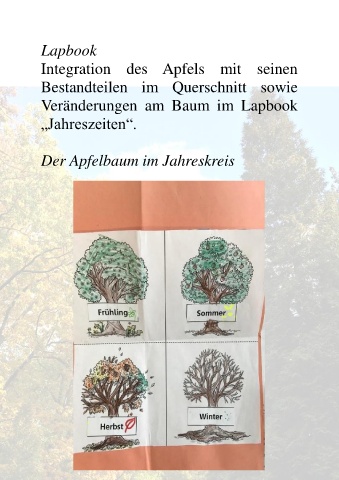 Lapbook
Integration des Apfels mit seinen
Bestandteilen im Querschnitt sowie
Veränderungen am Baum im Lapbook
„Jahreszeiten“.
Der Apfelbaum im Jahreskreis
Frühling
Sommer
Herbst
Winter